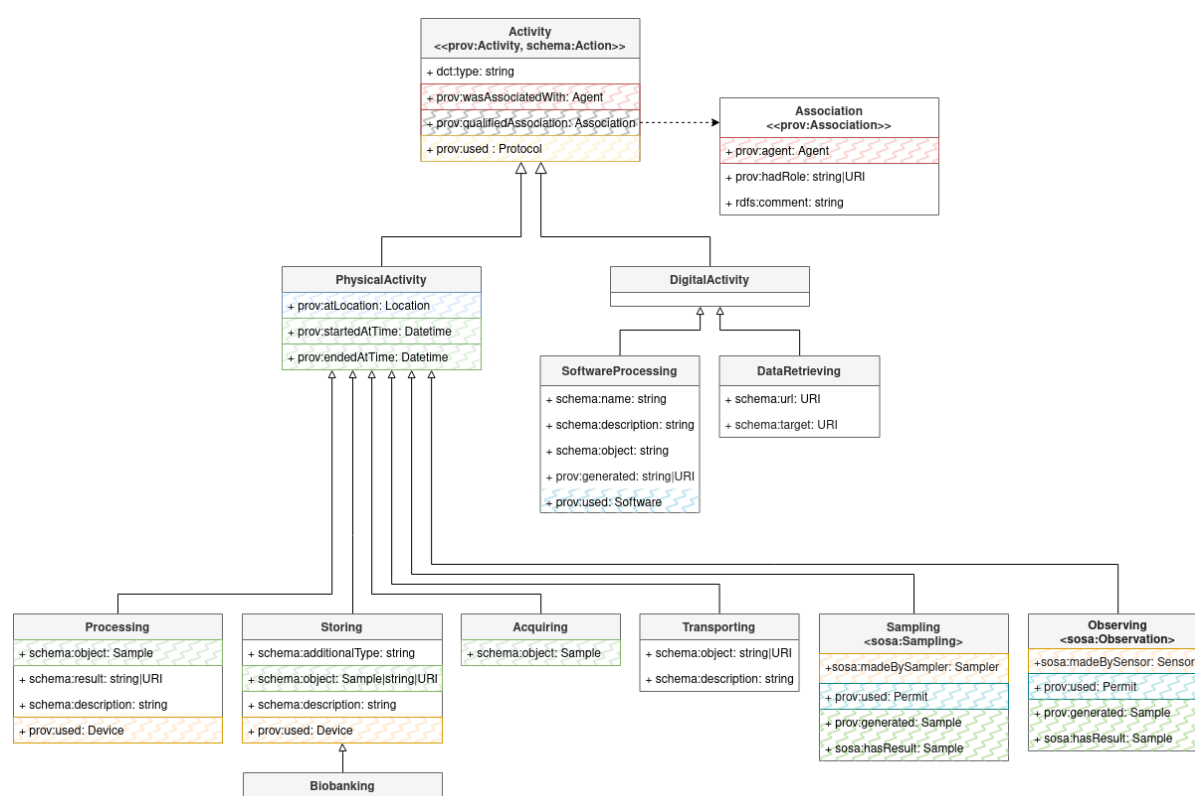 Activity
<<prov:Activity, schema:Action>>
+ dct:type: string
+ prov:wasAssociatedWith: Agent
+ prov:qualifiedAssociation: Association
+ prov:used : Protocol
Association
<<prov:Association>>
+ prov:agent: Agent
+ prov:hadRole: string|URI
+ rdfs:comment: string
PhysicalActivity
+ prov:atLocation: Location
+ prov:startedAtTime: Datetime
+ prov:endedAtTime: Datetime
DigitalActivity
SoftwareProcessing
+ schema:name: string
+ schema:description: string
+ schema:object: string
+ prov:generated: string|URI
+ prov:used: Software
DataRetrieving
+ schema:url: URI
+ schema:target: URI
Processing
+ schema:object: Sample
+ schema:result: string|URI
+ schema:description: string
+ prov:used: Device
Storing
+ schema:additionalType: string
+ schema:object: Sample|string|URI
+ schema:description: string
+ prov:used: Device
Biobanking
Acquiring
+ schema:object: Sample
Transporting
+ schema:object: string|URI
+ schema:description: string
Sampling
<sosa:Sampling>
+sosa:madeBySampler: Sampler
+ prov:used: Permit
+ prov:generated: Sample
+ sosa:hasResult: Sample
Observing
<sosa:Observation>
+sosa:madeBySensor: Sensor
+ prov:used: Permit
+ prov:generated: Sample
+ sosa:hasResult: Sample